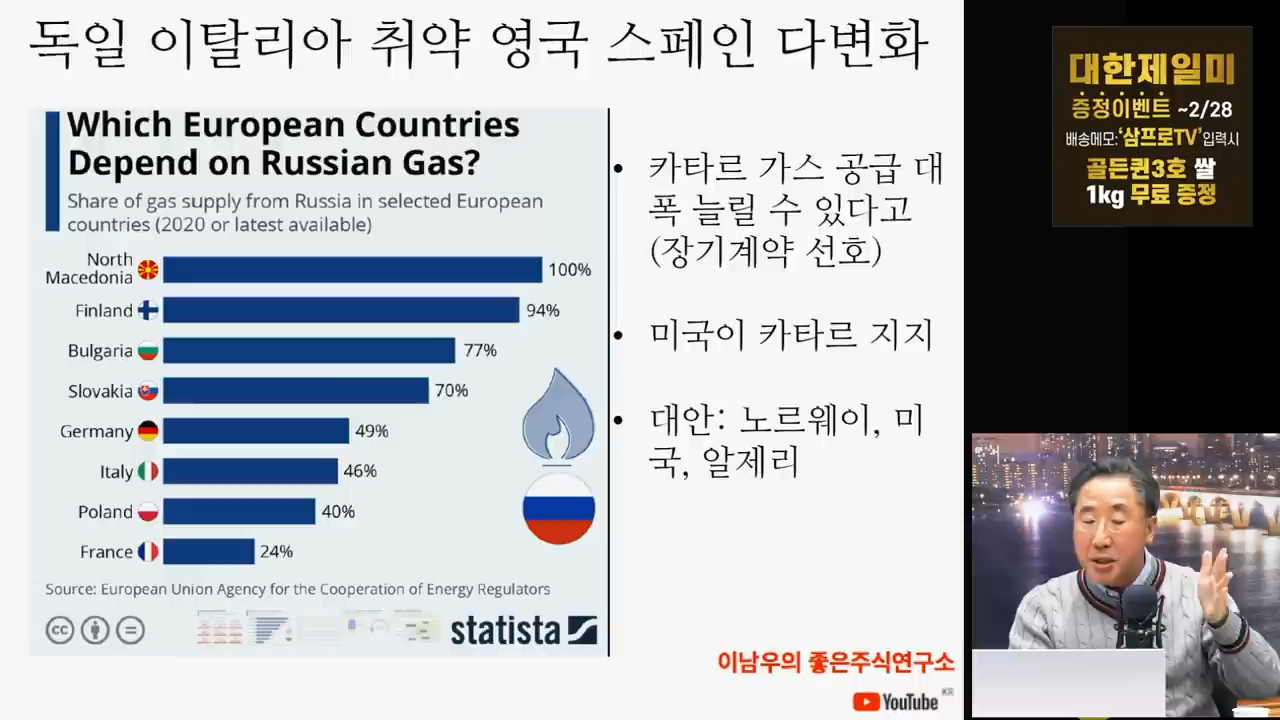 독일 이탈리아 취약 영국 스페인 다변화
Which European Countries
Depend on Russian Gas?
Share of gas supply from Russia in selected European
countries (2020 or latest available)
North
Macedonia 100%
Finland 94%
Bulgaria 77%
Slovakia 70%
Germany 49%
Italy 46%
Poland 40%
France 24%
Source: European Union Agency for the Cooperation of Energy Regulators
cc
statista
• 카타르 가스 공급 대
폭 늘릴 수 있다고
(장기계약 선호)
• 미국이 카타르 지지
• 대안: 노르웨이, 미
국, 알제리
이남우의 좋은주식연구소
YouTube KR
대한제일미
증정이벤트 ~2/28
배송메모:'삼프로TV'입력시
골든퀸3호 쌀
1kg 무료 증정